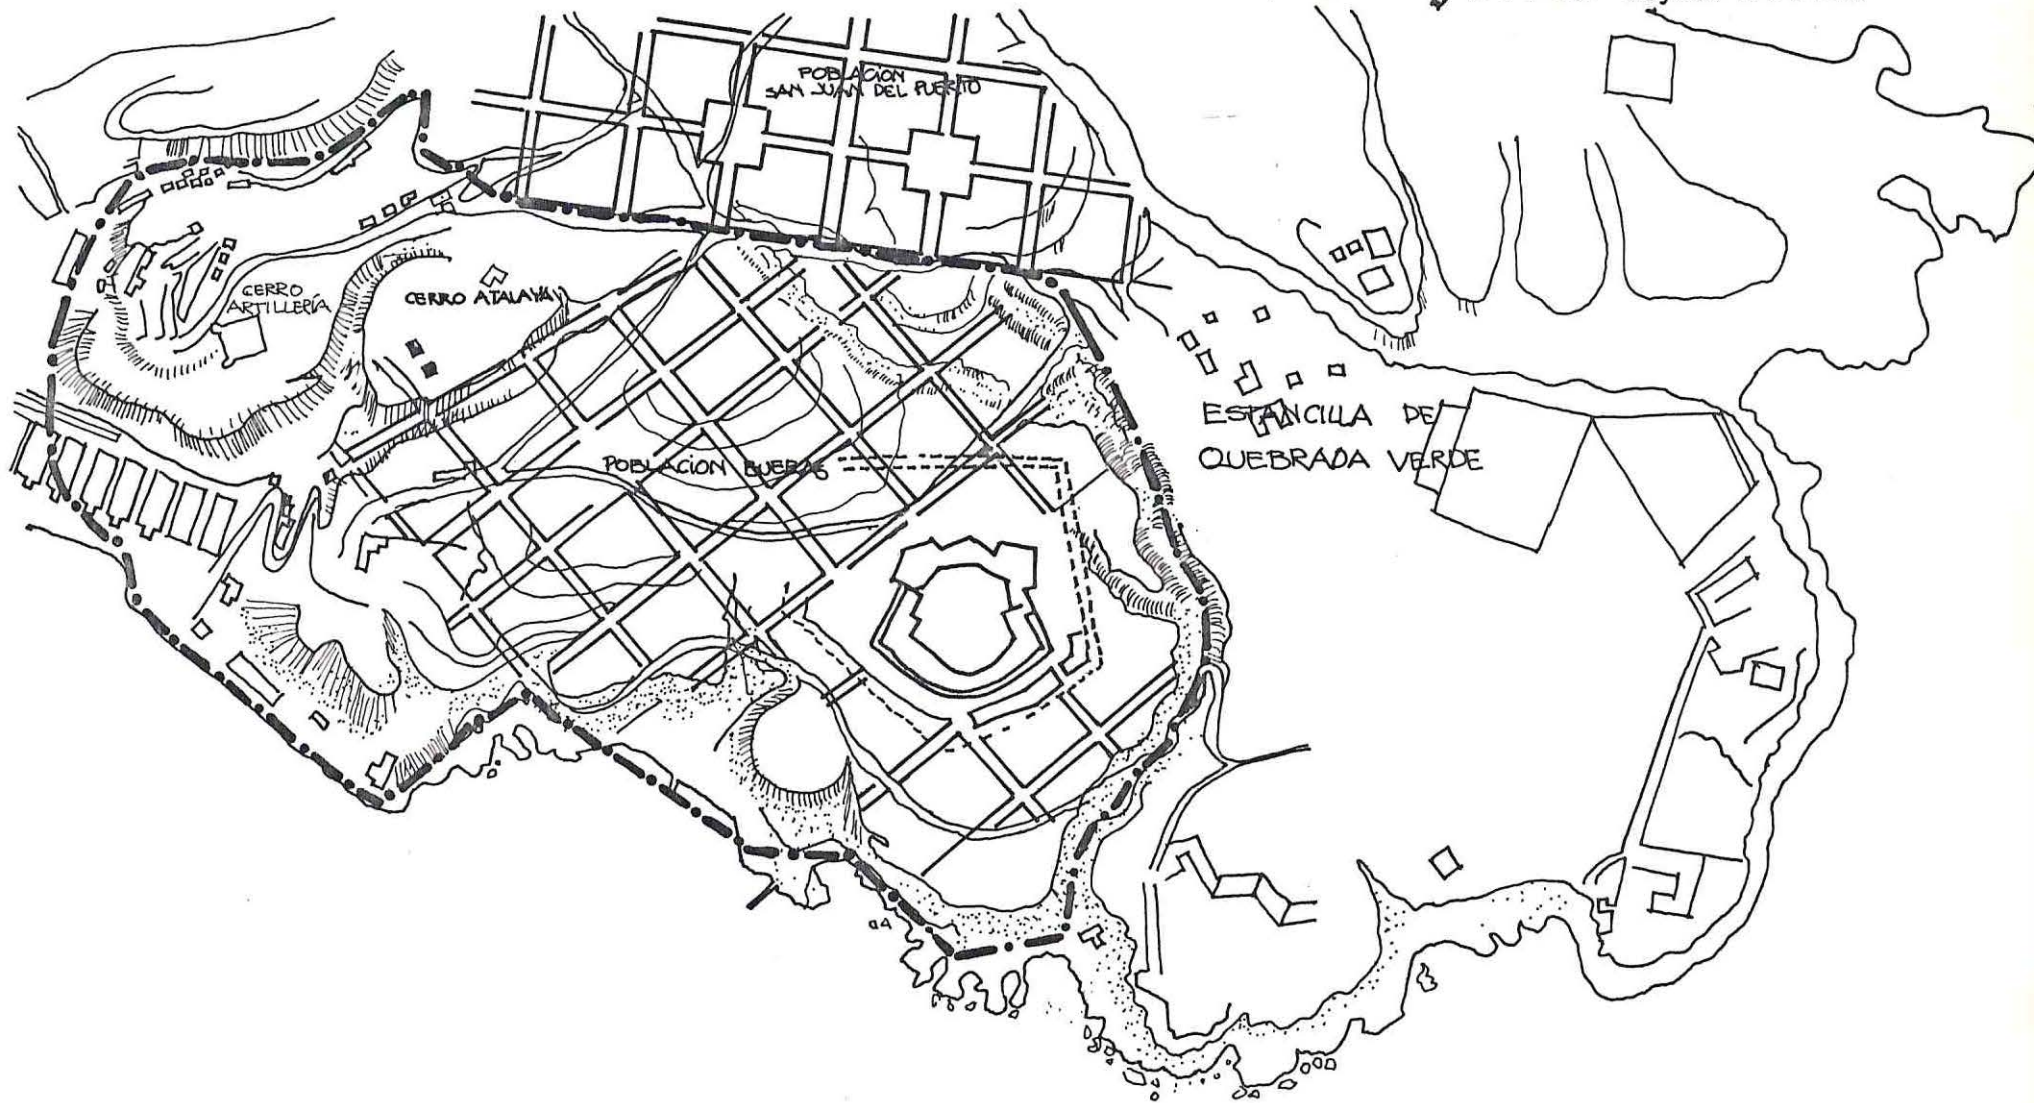 POBLACION
SAN JUAN DEL PUERTO
CERRO
ARTILLERÍA
CERRO ATALAYA
ESTANCILLA DE
QUEBRADA VERDE
POBLACION BUERAS